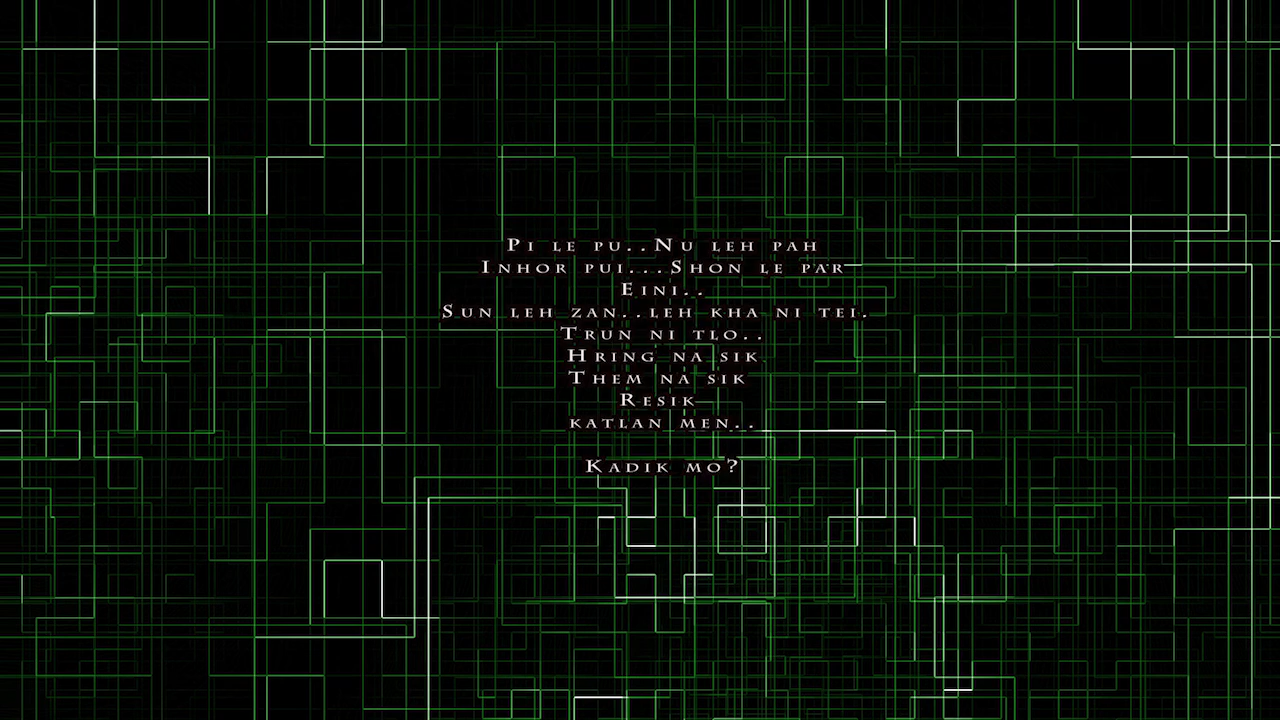 Pi le pu..Nu leh pah
Inhor pui...Shon le par
Eini..
Sun leh zan..leh kha ni tei.
Trun ni tlo..
Hring na sik
Them na sik
Resik
katlan men..
Kadik mo?